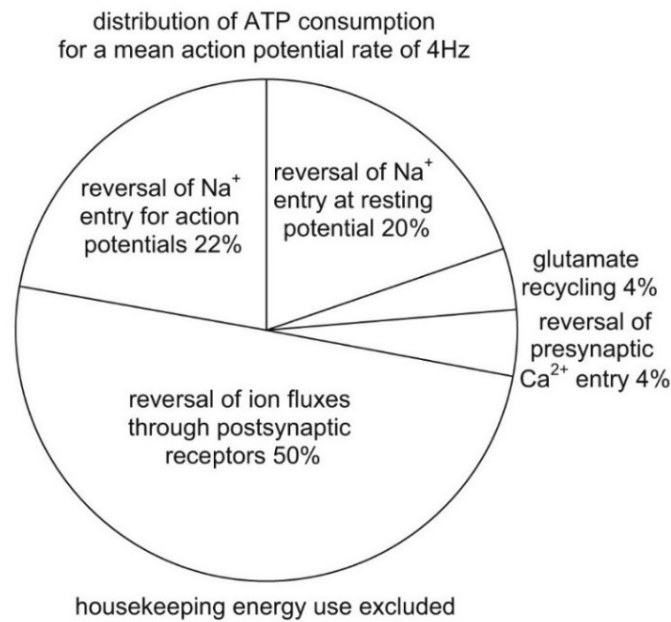 distribution of ATP consumption
for a mean action potential rate of 4Hz
reversal of Na⁺
entry for action
potentials 22%
reversal of Na⁺
entry at resting
potential 20%
glutamate
recycling 4%
reversal of
presynaptic
Ca²⁺ entry 4%
reversal of ion fluxes
through postsynaptic
receptors 50%
housekeeping energy use excluded